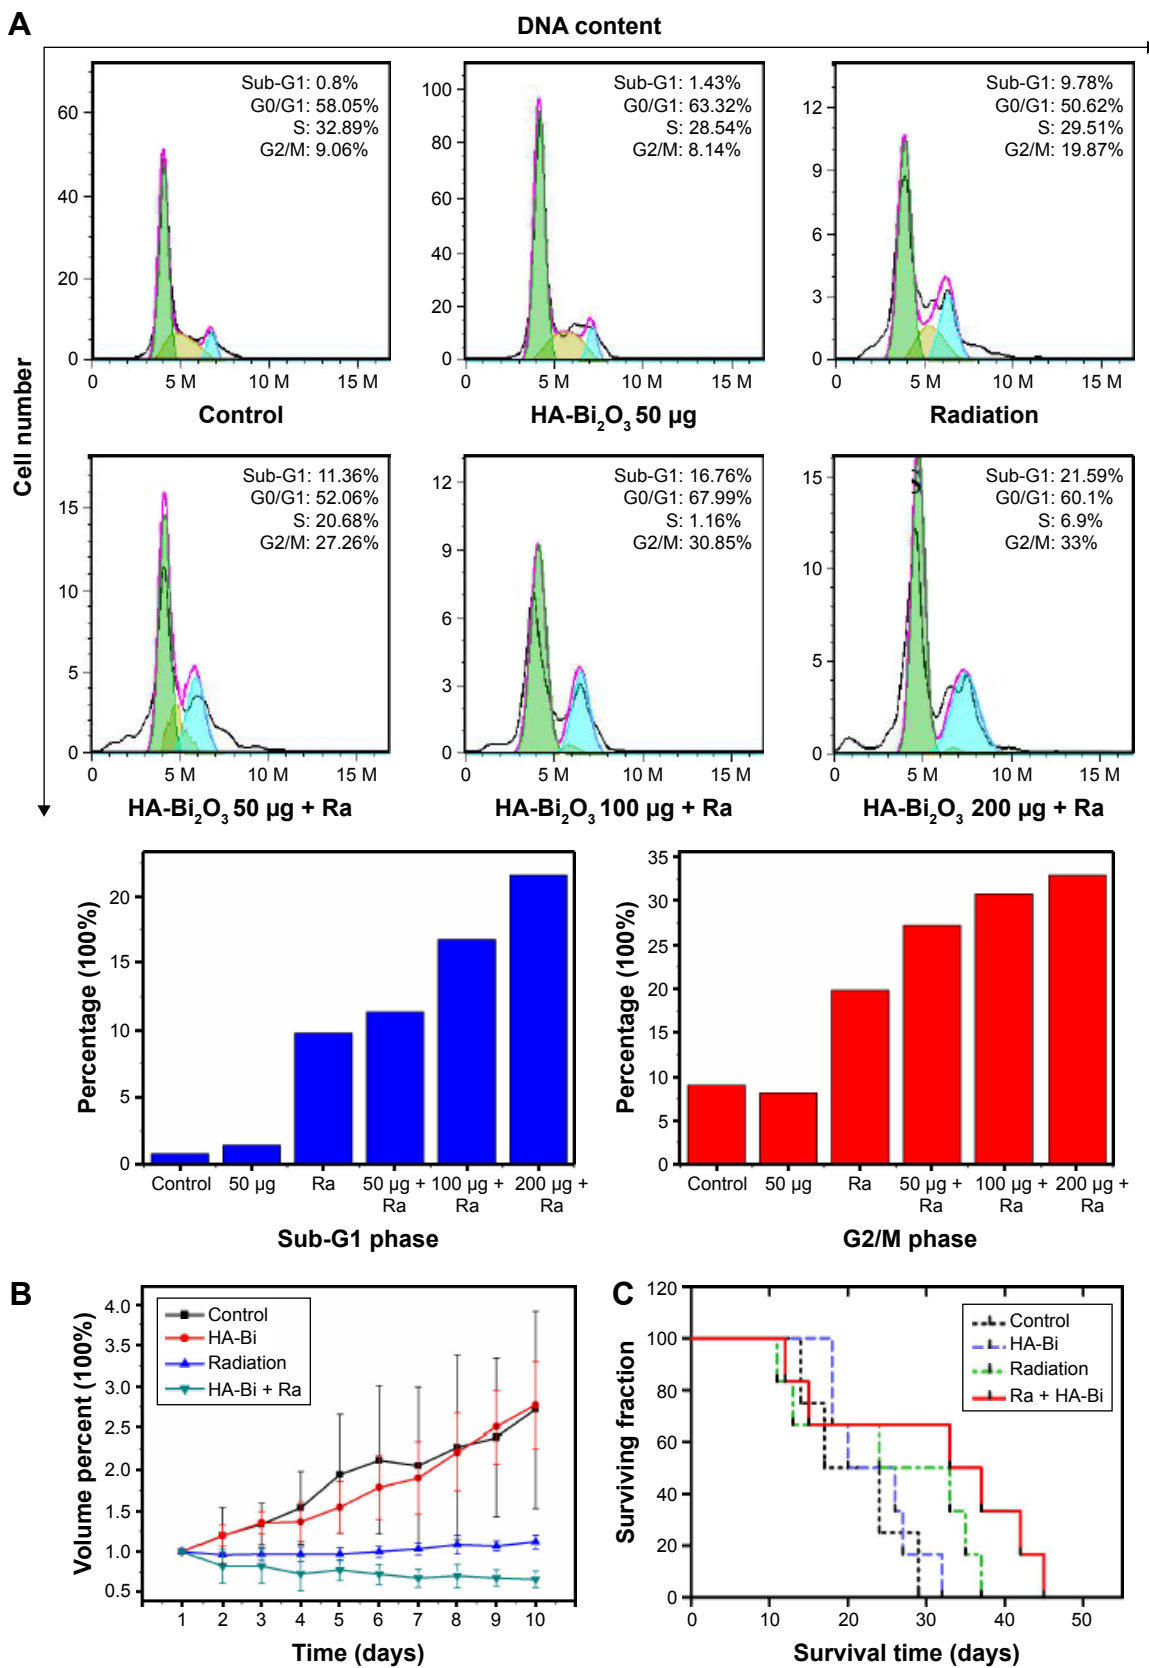 A
DNA content
Cell number
60
40
20
0
0 5 M 10 M 15 M
Sub-G1: 0.8%
G0/G1: 58.05%
S: 32.89%
G2/M: 9.06%
Control
100
80
60
40
20
0
0 5 M 10 M 15 M
Sub-G1: 1.43%
G0/G1: 63.32%
S: 28.54%
G2/M: 8.14%
HA-Bi₂O₃ 50 µg
12
9
6
3
0
0 5 M 10 M 15 M
Sub-G1: 9.78%
G0/G1: 50.62%
S: 29.51%
G2/M: 19.87%
Radiation
15
10
5
0
0 5 M 10 M 15 M
Sub-G1: 11.36%
G0/G1: 52.06%
S: 20.68%
G2/M: 27.26%
HA-Bi₂O₃ 50 µg + Ra
12
9
6
3
0
0 5 M 10 M 15 M
Sub-G1: 16.76%
G0/G1: 67.99%
S: 1.16%
G2/M: 30.85%
HA-Bi₂O₃ 100 µg + Ra
15
10
5
0
0 5 M 10 M 15 M
Sub-G1: 21.59%
G0/G1: 60.1%
S: 6.9%
G2/M: 33%
HA-Bi₂O₃ 200 µg + Ra
Percentage (100%)
20
15
10
5
0
Control 50 µg Ra 50 µg + 100 µg + 200 µg +
Ra Ra Ra
Sub-G1 phase
Percentage (100%)
35
30
25
20
15
10
5
0
Control 50 µg Ra 50 µg + 100 µg + 200 µg +
Ra Ra Ra
G2/M phase
B
Volume percent (100%)
4.0
3.5
3.0
2.5
2.0
1.5
1.0
0.5
Control
HA-Bi
Radiation
HA-Bi + Ra
1 2 3 4 5 6 7 8 9 10
Time (days)
C
Surviving fraction
120
100
80
60
40
20
0
Control
HA-Bi
Radiation
Ra + HA-Bi
0 10 20 30 40 50
Survival time (days)